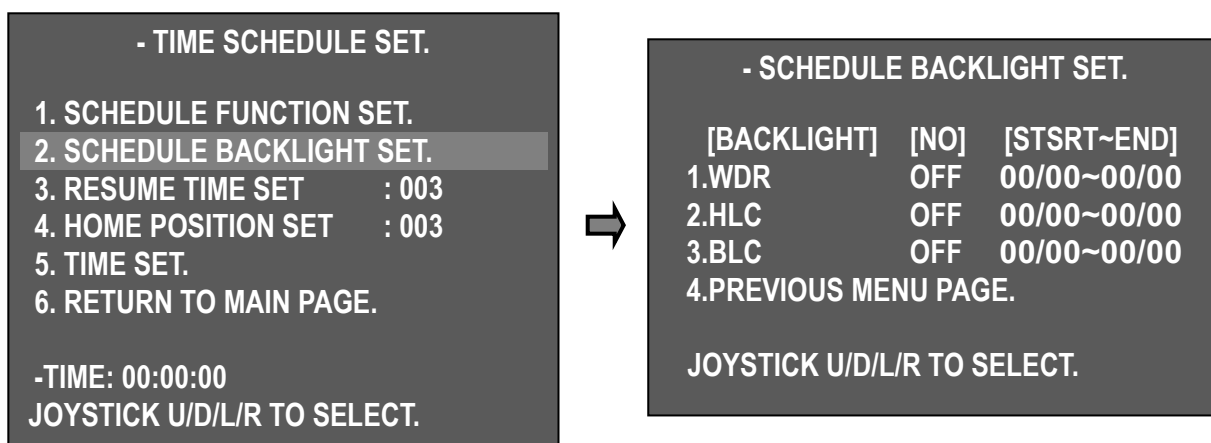 - TIME SCHEDULE SET.
1. SCHEDULE FUNCTION SET.
2. SCHEDULE BACKLIGHT SET.
3. RESUME TIME SET : 003
4. HOME POSITION SET : 003
5. TIME SET.
6. RETURN TO MAIN PAGE.
-TIME: 00:00:00
JOYSTICK U/D/L/R TO SELECT.
- SCHEDULE BACKLIGHT SET.
[BACKLIGHT] [NO] [STSRT~END]
1.WDR OFF 00/00~00/00
2.HLC OFF 00/00~00/00
3.BLC OFF 00/00~00/00
4.PREVIOUS MENU PAGE.
JOYSTICK U/D/L/R TO SELECT.